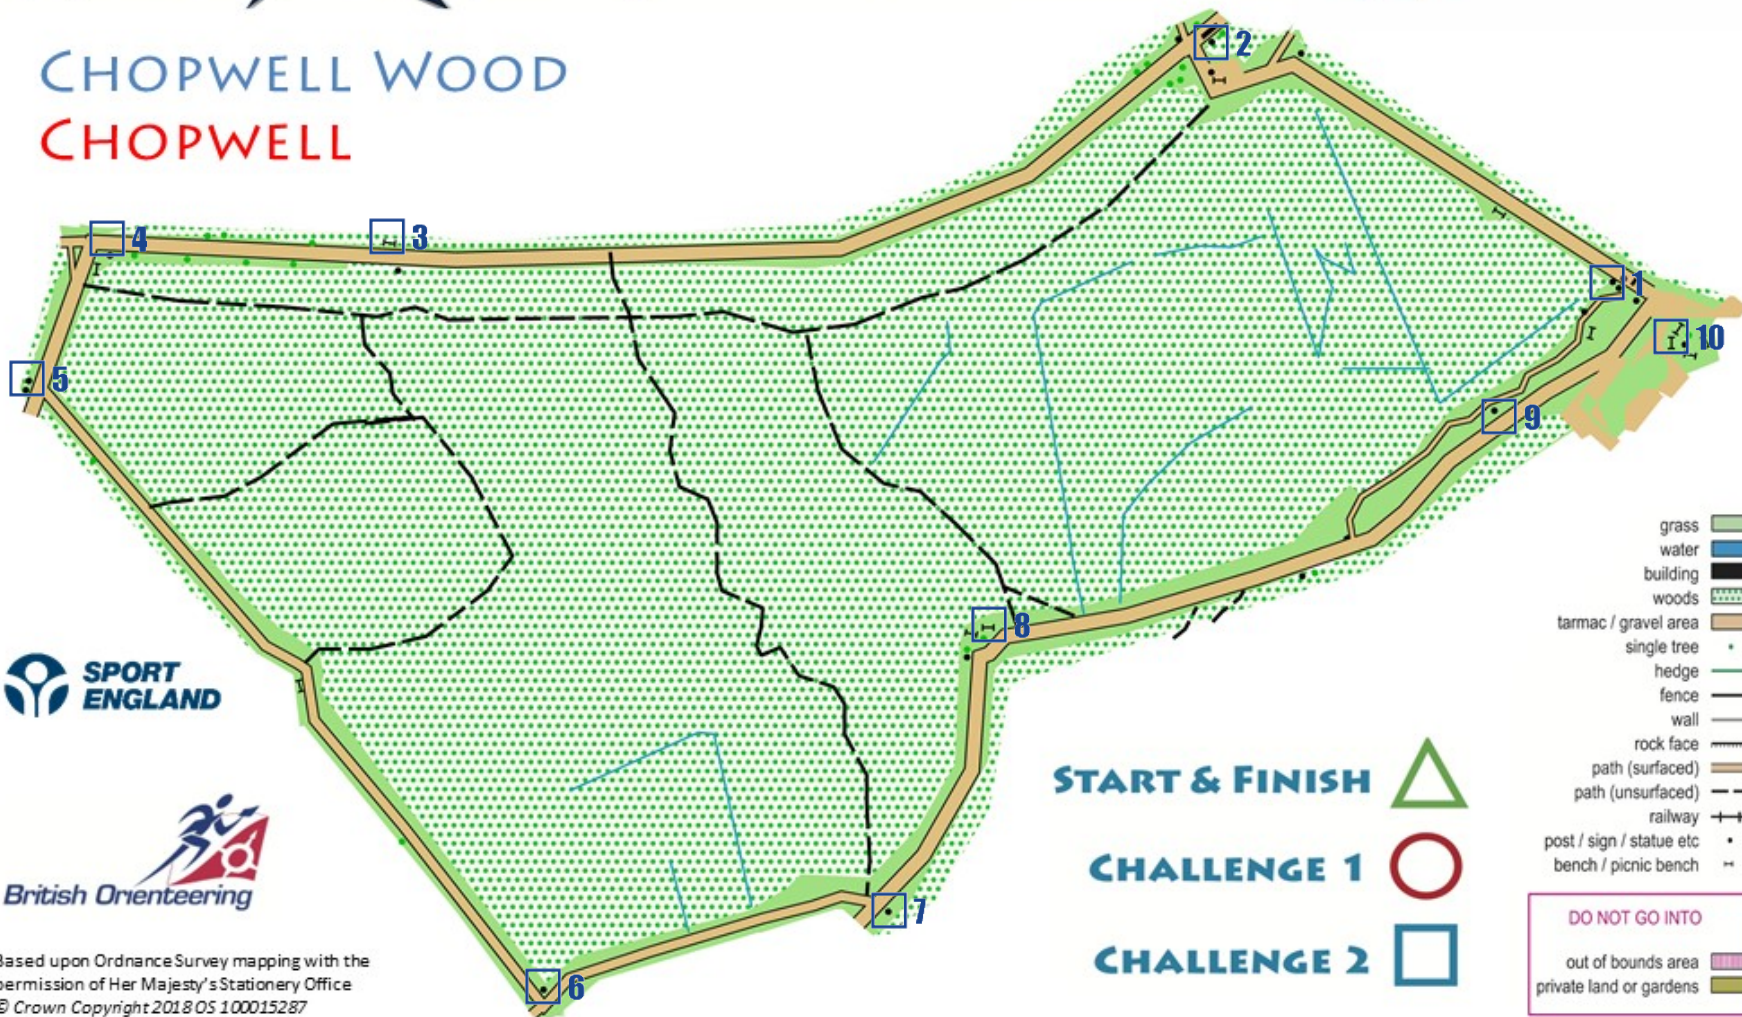 CHOPWELL WOOD
CHOPWELL
2
4
3
1
10
5
9
8
7
6
SPORT
ENGLAND
British Orienteering
Based upon Ordnance Survey mapping with the
permission of Her Majesty's Stationery Office
© Crown Copyright 2018 OS 100015287
START & FINISH
CHALLENGE 1
CHALLENGE 2
grass
water
building
woods
tarmac / gravel area
single tree
hedge
fence
wall
rock face
path (surfaced)
path (unsurfaced)
railway
post / sign / statue etc
bench / picnic bench
DO NOT GO INTO
out of bounds area
private land or gardens